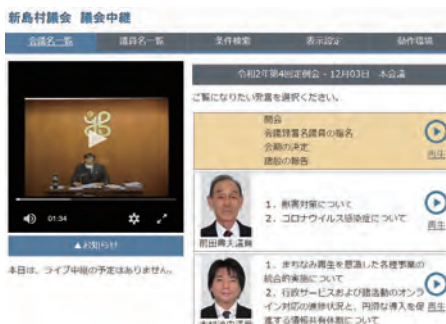 新島村議会 議会中継
会議名一覧 議員名一覧 条件検索 表示設定 動作環境
令和2年第4回定例会 - 12月03日 本会議
ご覧になりたい発言を選択ください。
開会
会議録署名議員の指名
会期の決定
諸般の報告
再生
01:34
1. 獣害対策について
2. コロナウイルス感染症について
再生
前田 議員
▲お知らせ
本日は、ライブ中継の予定はありません。
1. まちなみ再生を意識した各種事業の
統合的実施について
2. 行政サービスおよび諸活動のオンラ
イン対応の進捗状況と、円滑な導入を促
進する情報共有体制について
再生